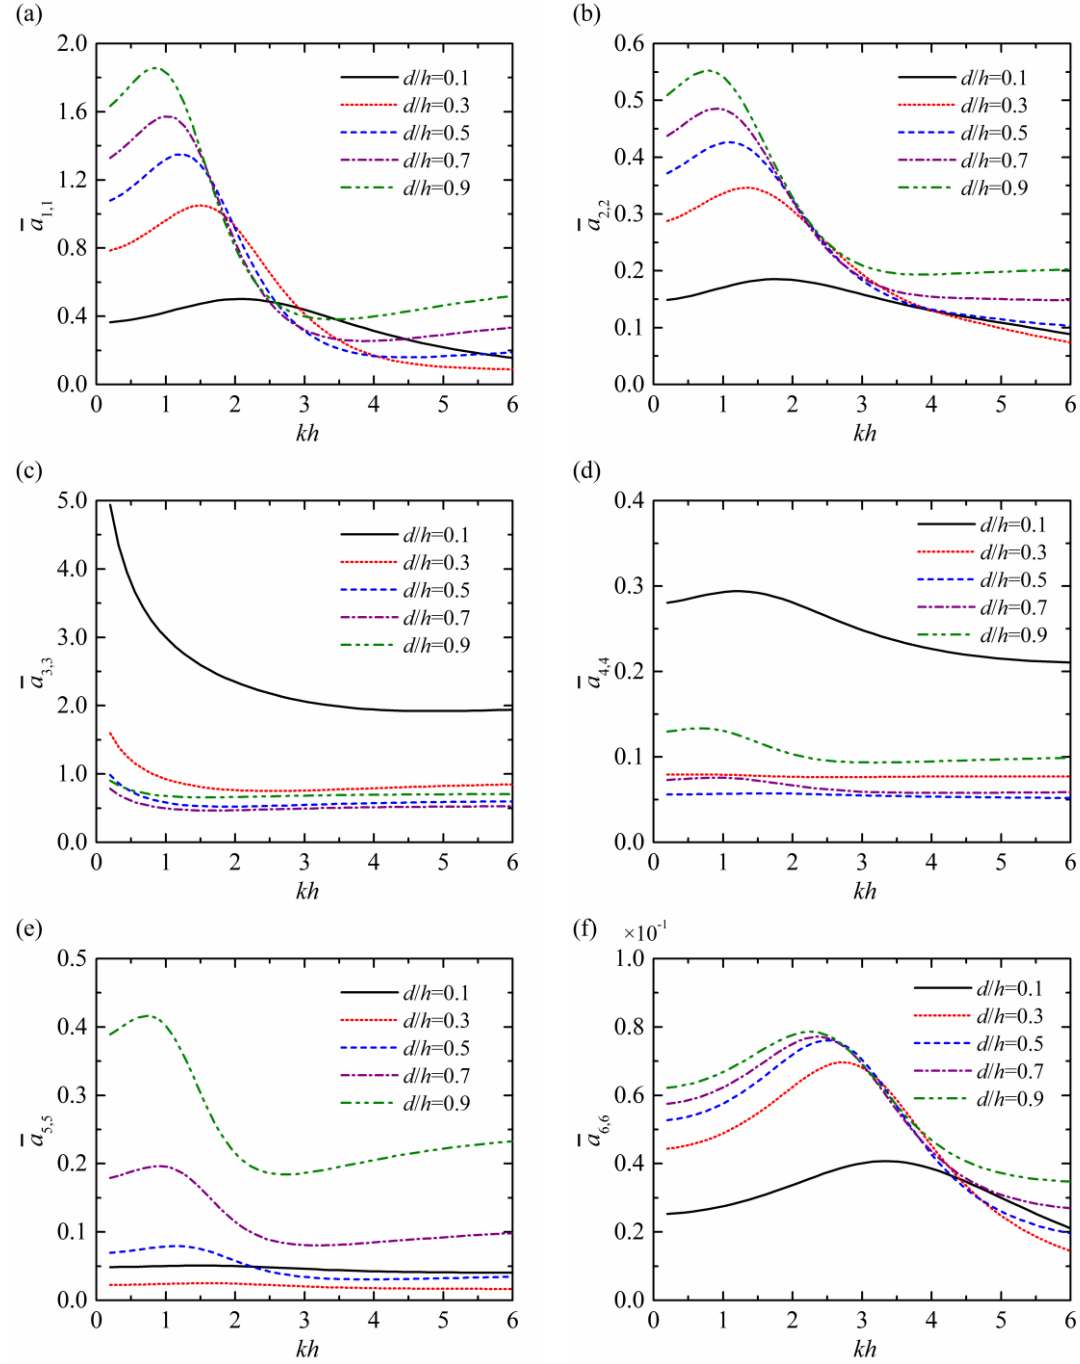 (a)
2.0
1.6
1.2
0.8
0.4
0.0
a̅1,1
d/h=0.1
d/h=0.3
d/h=0.5
d/h=0.7
d/h=0.9
0 1 2 3 4 5 6
kh
(b)
0.6
0.5
0.4
0.3
0.2
0.1
0.0
a̅2,2
d/h=0.1
d/h=0.3
d/h=0.5
d/h=0.7
d/h=0.9
0 1 2 3 4 5 6
kh
(c)
5.0
4.0
3.0
2.0
1.0
0.0
a̅3,3
d/h=0.1
d/h=0.3
d/h=0.5
d/h=0.7
d/h=0.9
0 1 2 3 4 5 6
kh
(d)
0.4
0.3
0.2
0.1
0.0
a̅4,4
d/h=0.1
d/h=0.3
d/h=0.5
d/h=0.7
d/h=0.9
0 1 2 3 4 5 6
kh
(e)
0.5
0.4
0.3
0.2
0.1
0.0
a̅5,5
d/h=0.1
d/h=0.3
d/h=0.5
d/h=0.7
d/h=0.9
0 1 2 3 4 5 6
kh
(f)
×10⁻¹
1.0
0.8
0.6
0.4
0.2
0.0
a̅6,6
d/h=0.1
d/h=0.3
d/h=0.5
d/h=0.7
d/h=0.9
0 1 2 3 4 5 6
kh